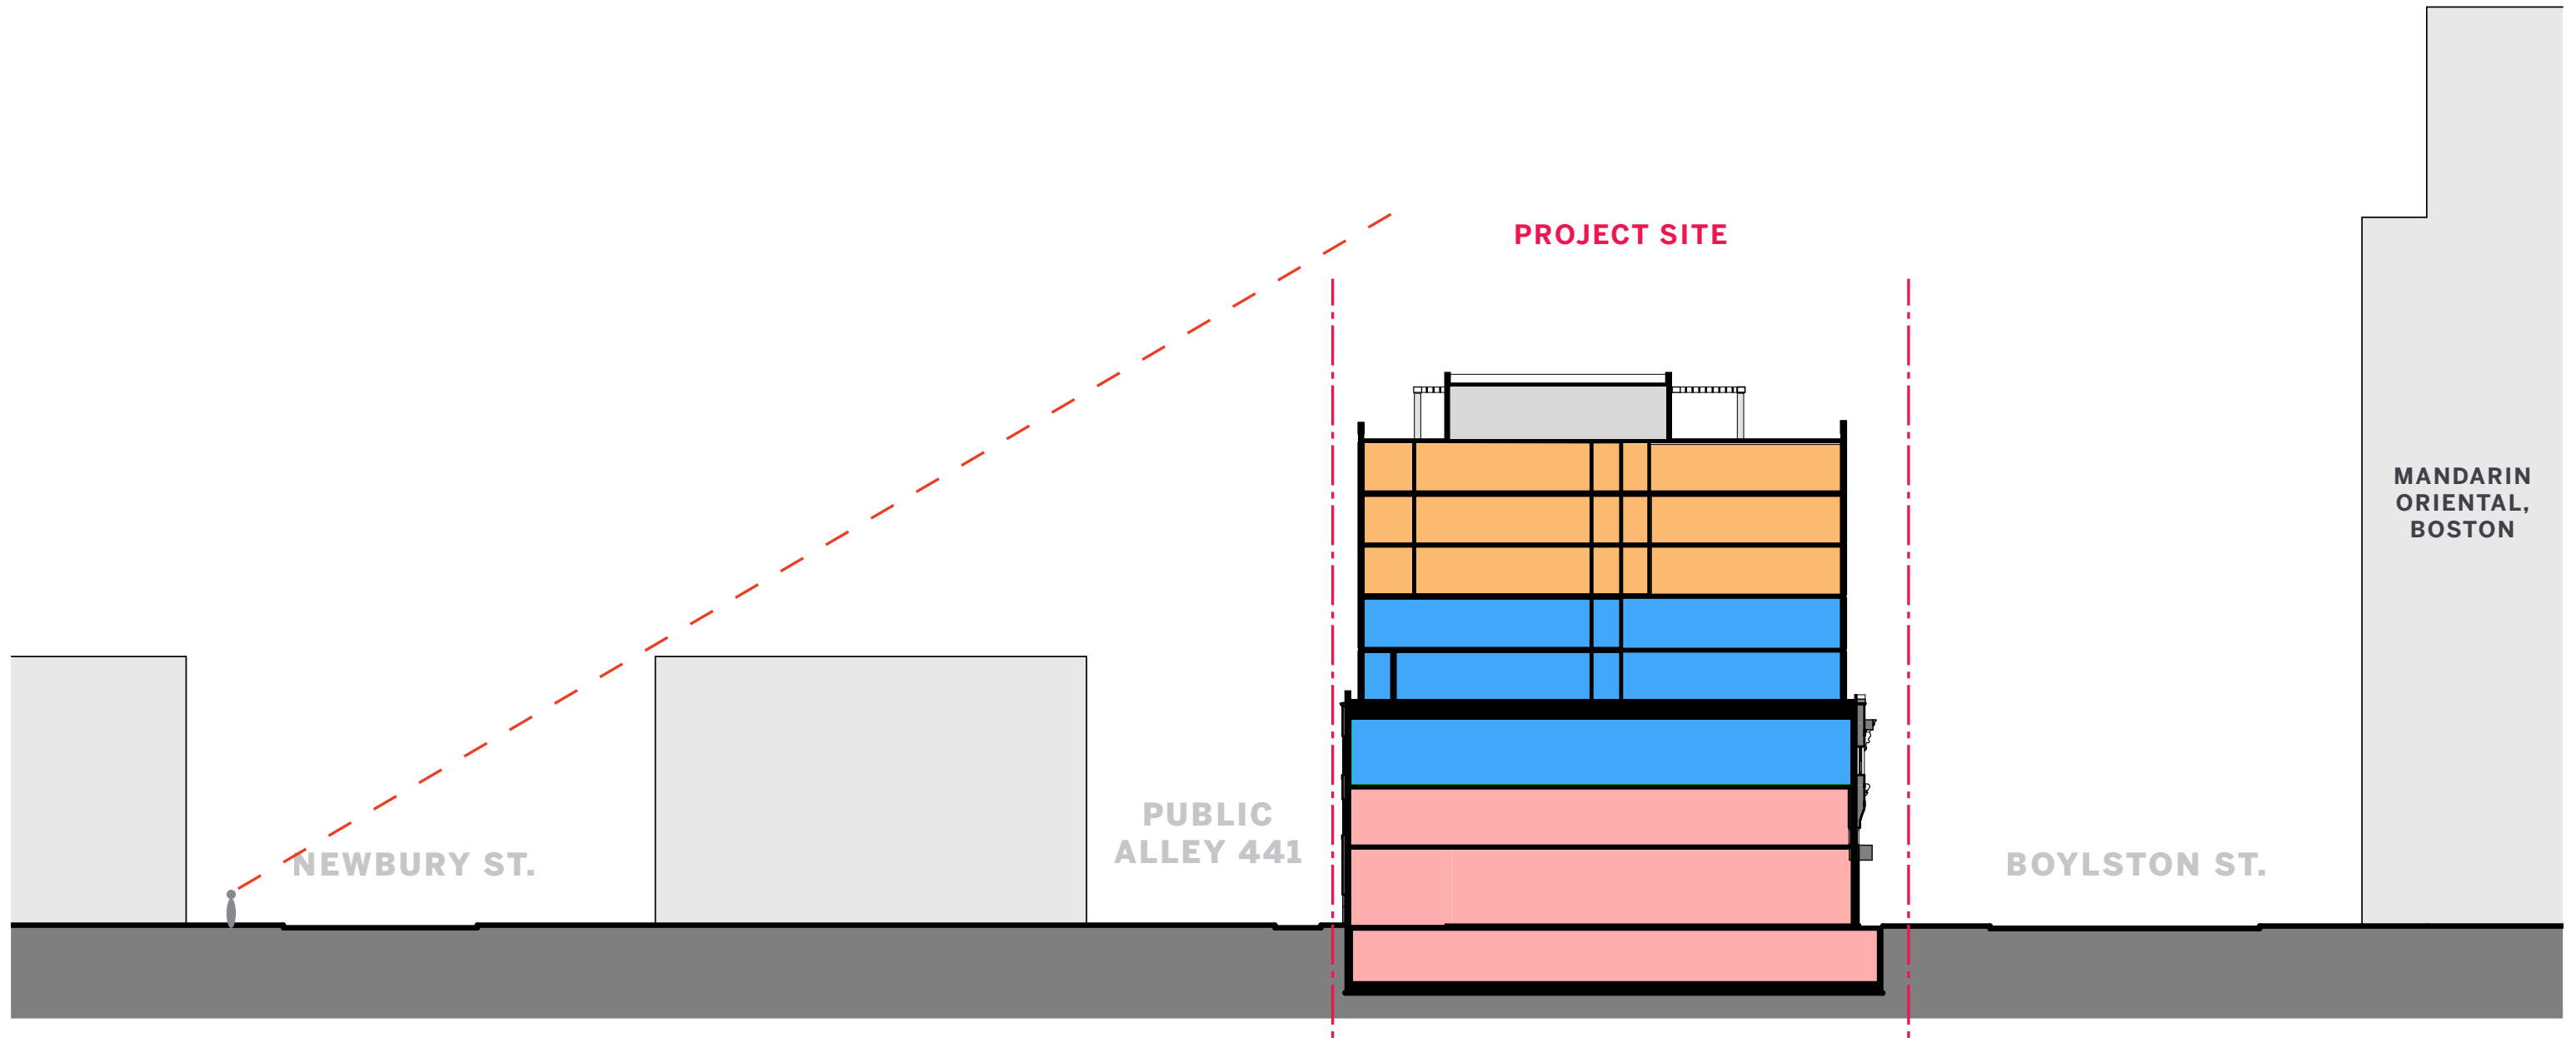 PROJECT SITE
MANDARIN
ORIENTAL,
BOSTON
NEWBURY ST.
PUBLIC
ALLEY 441
BOYLSTON ST.